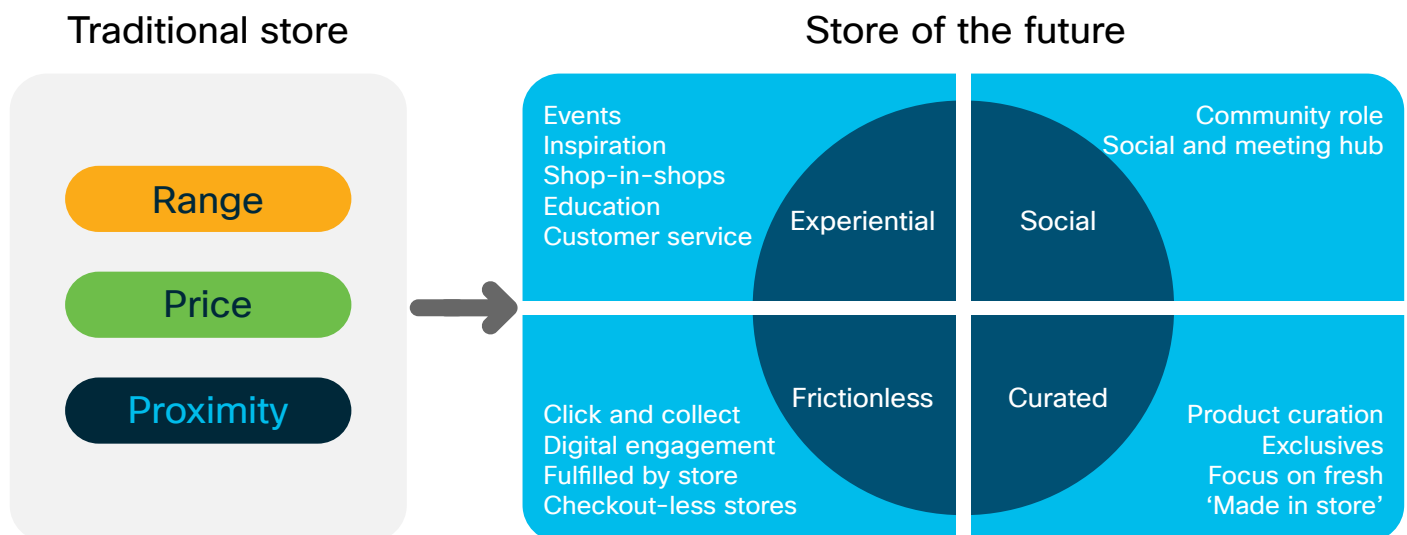 Traditional store
Range
Price
Proximity
Store of the future
Events
Inspiration
Shop-in-shops
Education
Customer service
Experiential
Social
Community role
Social and meeting hub
Frictionless
Click and collect
Digital engagement
Fulfilled by store
Checkout-less stores
Curated
Product curation
Exclusives
Focus on fresh
‘Made in store’